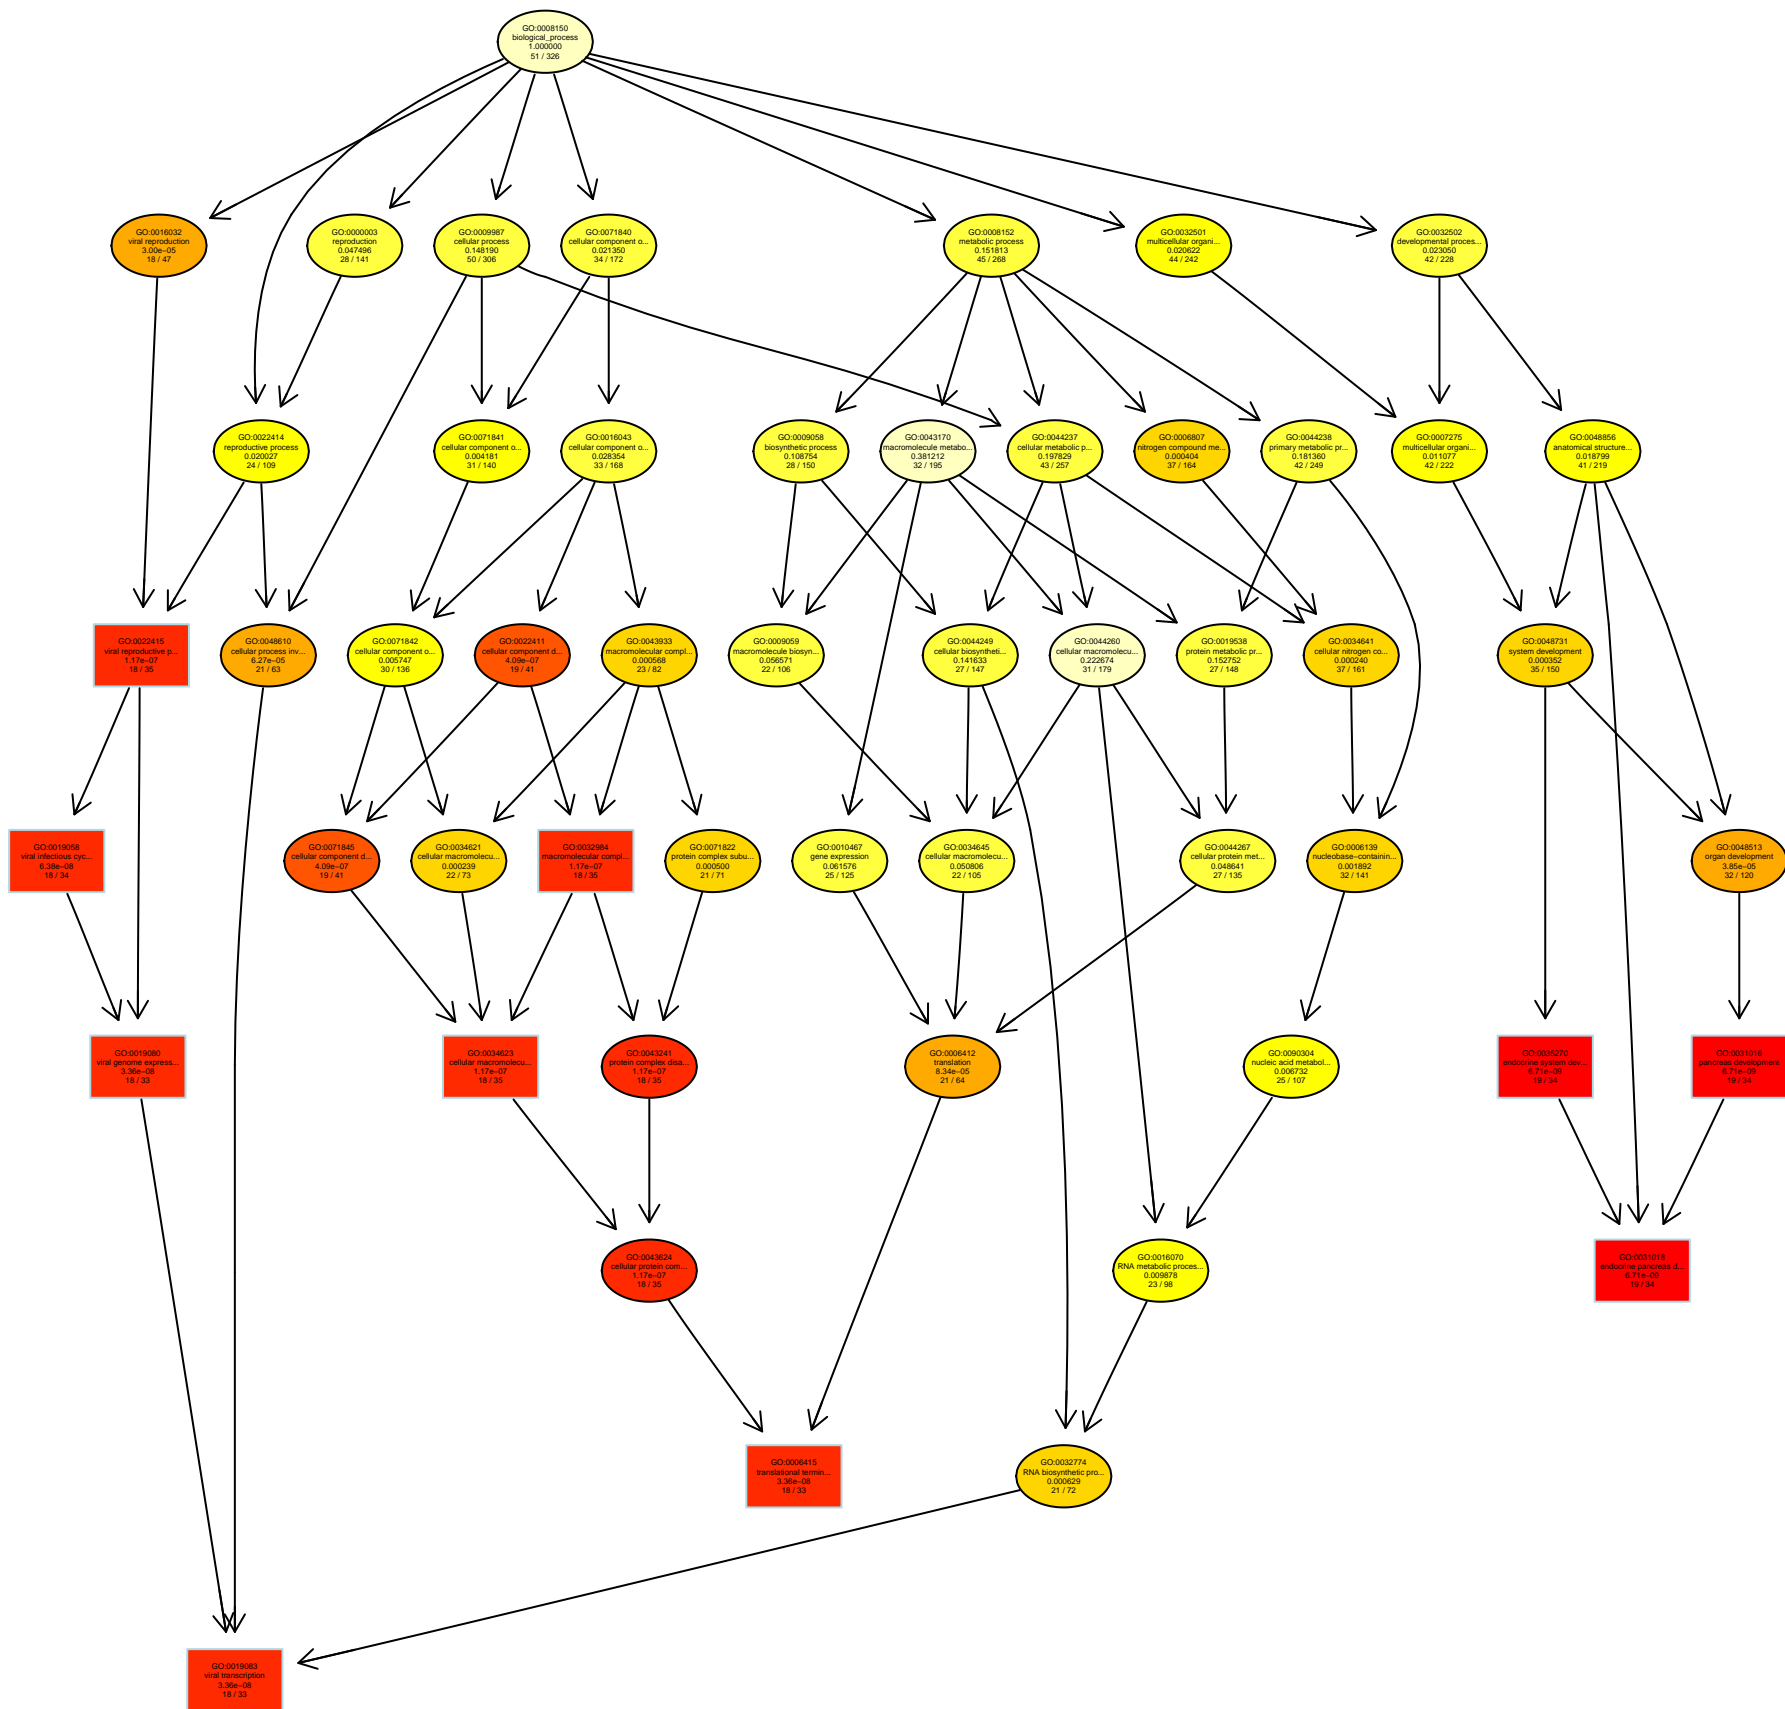 GO:0008150
biological_process
1.000000
51 / 326
GO:0016032
viral reproduction
3.00e−05
18 / 47
GO:0000003
reproduction
0.047496
28 / 141
GO:0009987
cellular process
0.148190
50 / 306
GO:0071840
cellular component o...
0.021350
34 / 172
GO:0008152
metabolic process
0.151813
45 / 268
GO:0032501
multicellular organi...
0.020622
44 / 242
GO:0032502
developmental proces...
0.023050
42 / 228
GO:0022414
reproductive process
0.020027
24 / 109
GO:0071841
cellular component o...
0.004181
31 / 140
GO:0016043
cellular component o...
0.028354
33 / 168
GO:0009058
biosynthetic process
0.108754
28 / 150
GO:0043170
macromolecule metabo...
0.381212
32 / 195
GO:0044237
cellular metabolic p...
0.197829
43 / 257
GO:0006807
nitrogen compound me...
0.000404
37 / 164
GO:0044238
primary metabolic pr...
0.181360
42 / 249
GO:0007275
multicellular organi...
0.011077
42 / 222
GO:0048856
anatomical structure...
0.018799
41 / 219
GO:0022415
viral reproductive p...
1.17e−07
18 / 35
GO:0048610
cellular process inv...
6.27e−05
21 / 63
GO:0071842
cellular component o...
0.005747
30 / 136
GO:0022411
cellular component d...
4.09e−07
19 / 41
GO:0043933
macromolecular compl...
0.000568
23 / 82
GO:0009059
macromolecule biosyn...
0.056571
22 / 106
GO:0044249
cellular biosyntheti...
0.141633
27 / 147
GO:0044260
cellular macromolecu...
0.222674
31 / 179
GO:0019538
protein metabolic pr...
0.152752
27 / 148
GO:0034641
cellular nitrogen co...
0.000240
37 / 161
GO:0048731
system development
0.000352
35 / 150
GO:0019058
viral infectious cyc...
6.38e−08
18 / 34
GO:0071845
cellular component d...
4.09e−07
19 / 41
GO:0034621
cellular macromolecu...
0.000239
22 / 73
GO:0032984
macromolecular compl...
1.17e−07
18 / 35
GO:0071822
protein complex subu...
0.000500
21 / 71
GO:0010467
gene expression
0.061576
25 / 125
GO:0034645
cellular macromolecu...
0.050806
22 / 105
GO:0044267
cellular protein met...
0.048641
27 / 135
GO:0006139
nucleobase−containin...
0.001892
32 / 141
GO:0048513
organ development
3.85e−05
32 / 120
GO:0019080
viral genome express...
3.36e−08
18 / 33
GO:0034623
cellular macromolecu...
1.17e−07
18 / 35
GO:0043241
protein complex disa...
1.17e−07
18 / 35
GO:0006412
translation
8.34e−05
21 / 64
GO:0090304
nucleic acid metabol...
0.006732
25 / 107
GO:0035270
endocrine system dev...
6.71e−09
19 / 34
GO:0031016
pancreas development
6.71e−09
19 / 34
GO:0043624
cellular protein com...
1.17e−07
18 / 35
GO:0016070
RNA metabolic proces...
0.009878
23 / 98
GO:0031018
endocrine pancreas d...
6.71e−09
19 / 34
GO:0006415
translational termin...
3.36e−08
18 / 33
GO:0032774
RNA biosynthetic pro...
0.000629
21 / 72
GO:0019083
viral transcription
3.36e−08
18 / 33